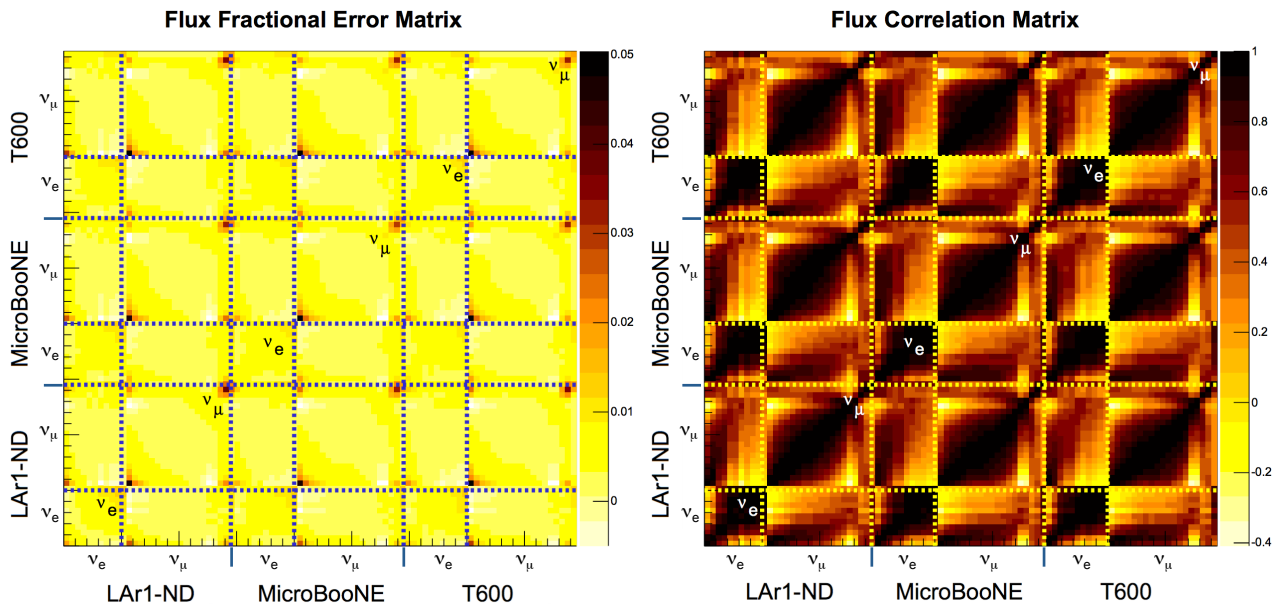 Flux Fractional Error Matrix
Flux Correlation Matrix
T600
MicroBooNE
LAr1-ND
νμ
νe
νμ
νe
νμ
νe
νμ
νe
νμ
νe
νμ
νe
0.05
0.04
0.03
0.02
0.01
0
νe νμ νe νμ νe νμ
LAr1-ND MicroBooNE T600
T600
MicroBooNE
LAr1-ND
νμ
νe
νμ
νe
νμ
νe
νμ
νe
νμ
νe
νμ
νe
1
0.8
0.6
0.4
0.2
0
-0.2
-0.4
νe νμ νe νμ νe νμ
LAr1-ND MicroBooNE T600